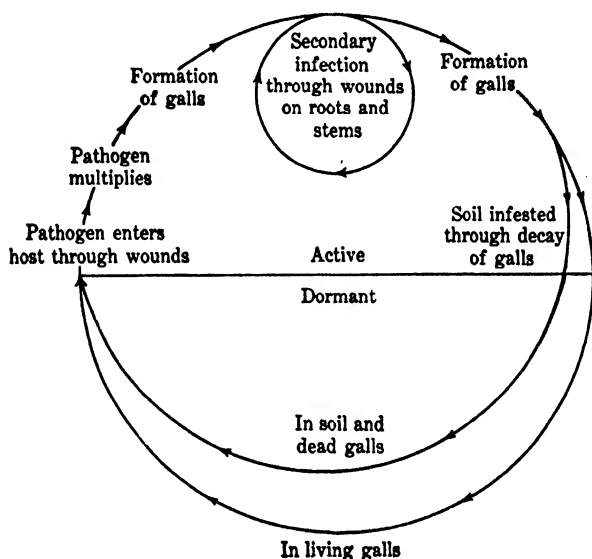 Secondary
infection
through wounds
on roots and
stems
Formation
of galls
Formation
of galls
Pathogen
multiplies
Pathogen enters
host through wounds
Soil infested
through decay
of galls
Active
Dormant
In soil and
dead galls
In living galls